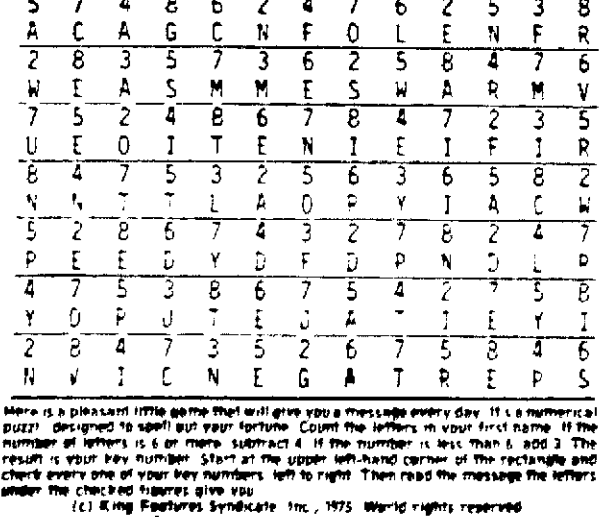 5 7 4 8 6 2 4 7 6 2 5 3 8
A C A G C N F O L E N F R
2 8 3 5 7 3 6 2 5 8 4 7 6
W E A S M M E S W A R M V
7 5 2 4 8 6 7 8 4 7 2 3 5
U E O I T E N I E I F I R
8 4 7 5 3 2 5 6 3 6 5 8 2
N N T T L A O P Y I A C W
5 2 8 6 7 4 3 2 7 8 2 4 7
P E E D Y D F D P N D L P
4 7 5 3 8 6 7 5 4 2 7 5 8
Y O P U T E J A T I E Y I
2 8 4 7 3 5 2 6 7 5 8 4 6
N V I C N E G A T R E P S
Here is a pleasant little game that will give you a message every day. It s a numerical
puzzl designed to spell out your fortune. Count the letters in your first name. If the
number of letters is 6 or more, subtract 4. If the number is less than 6, add 3. The
result is your key number. Start at the upper left-hand corner of the rectangle and
check every one of your key numbers, left to right. Then read the message the letters
under the checked figures give you.
(c) King Features Syndicate Inc., 1975 World rights reserved